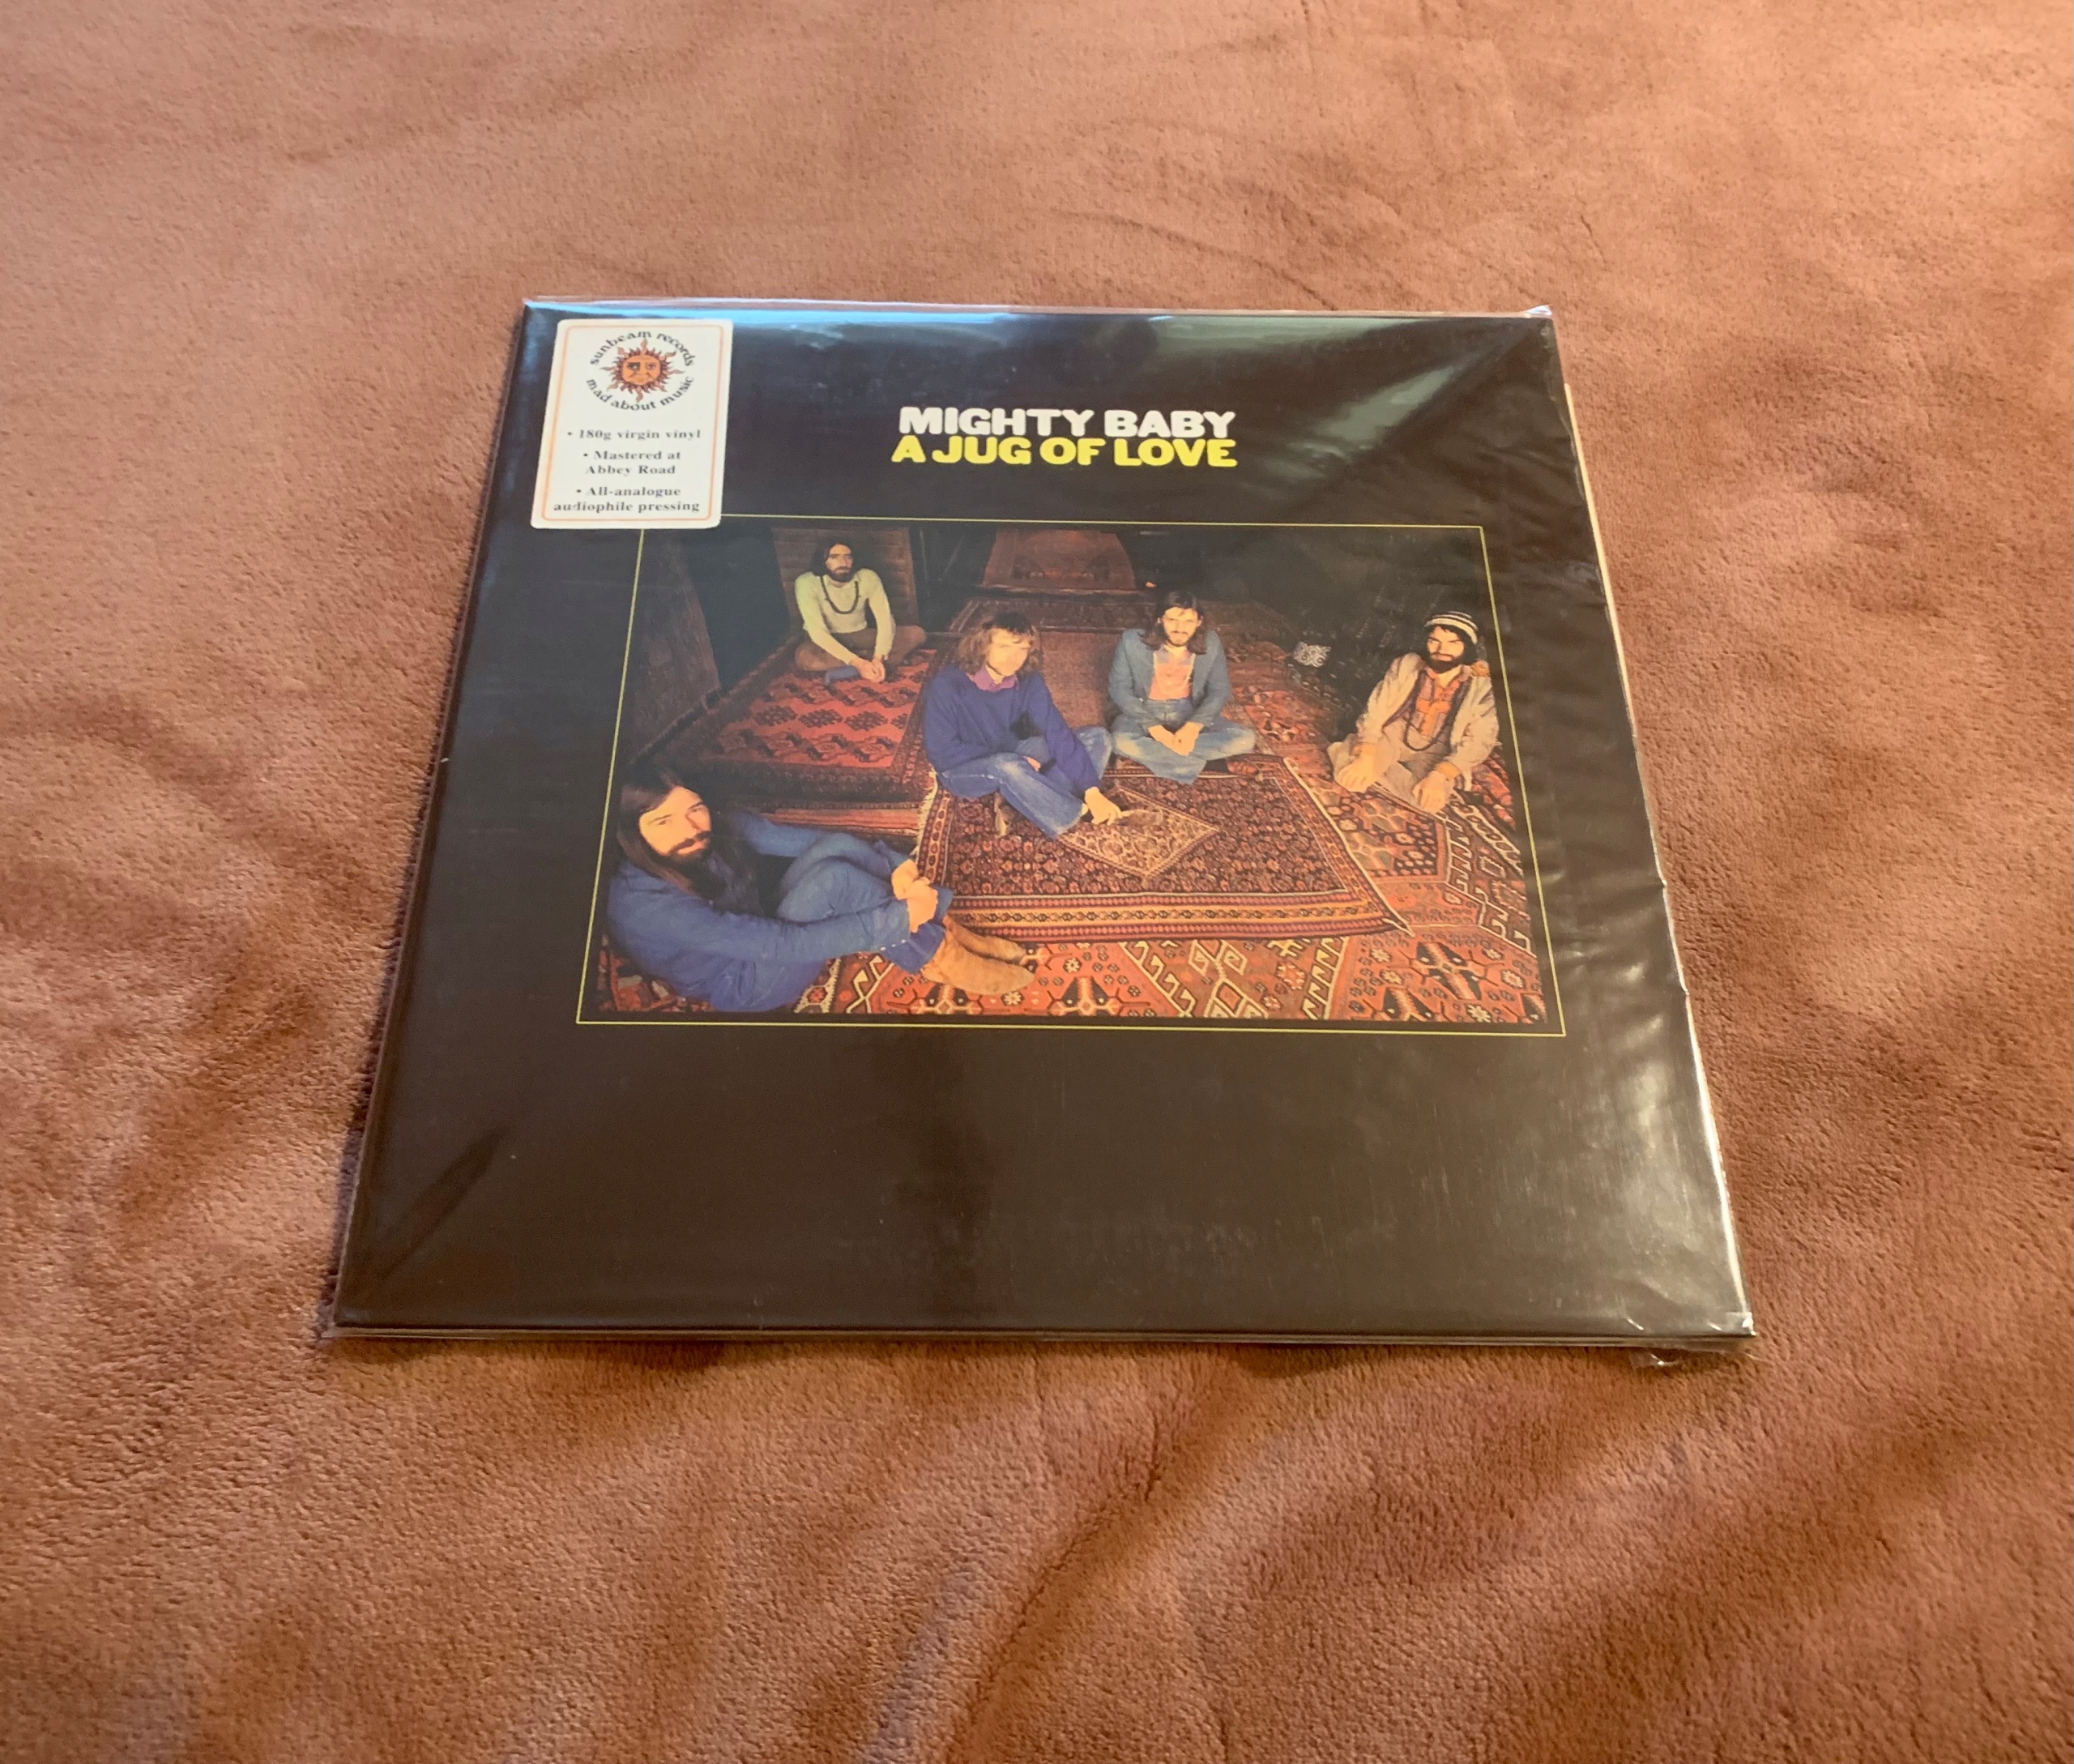 sunbeam records
mad about music
• 180g virgin vinyl
• Mastered at
Abbey Road
• All-analogue
audiophile pressing
MIGHTY BABY
A JUG OF LOVE